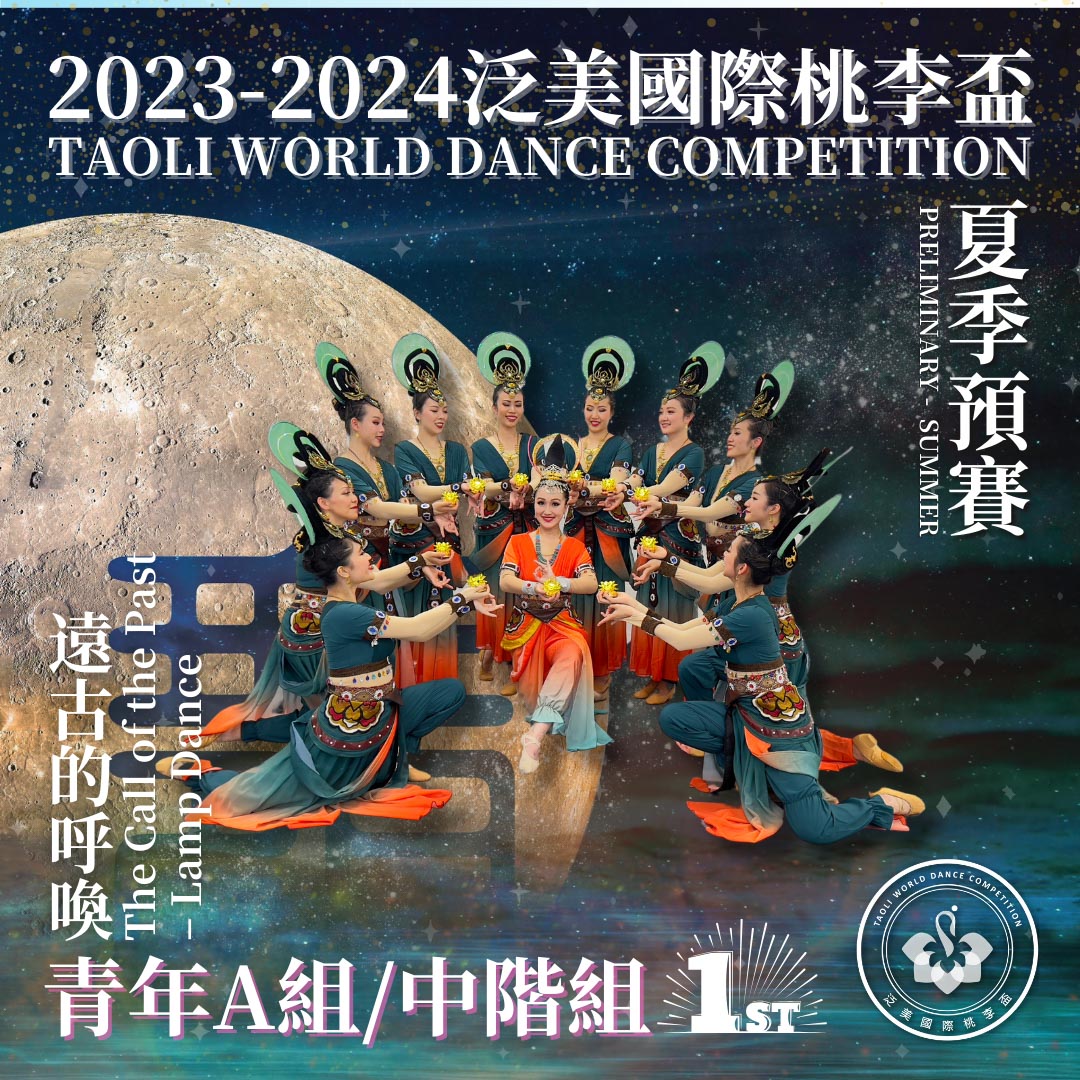 2023-2024泛美國際桃李盃
TAOLI WORLD DANCE COMPETITION
夏季預賽
PRELIMINARY - SUMMER
遠古的呼喚
The Call of the Past
– Lamp Dance
青年A組/中階組
1ST
TAOLI WORLD DANCE COMPETITION
泛美國際桃李盃